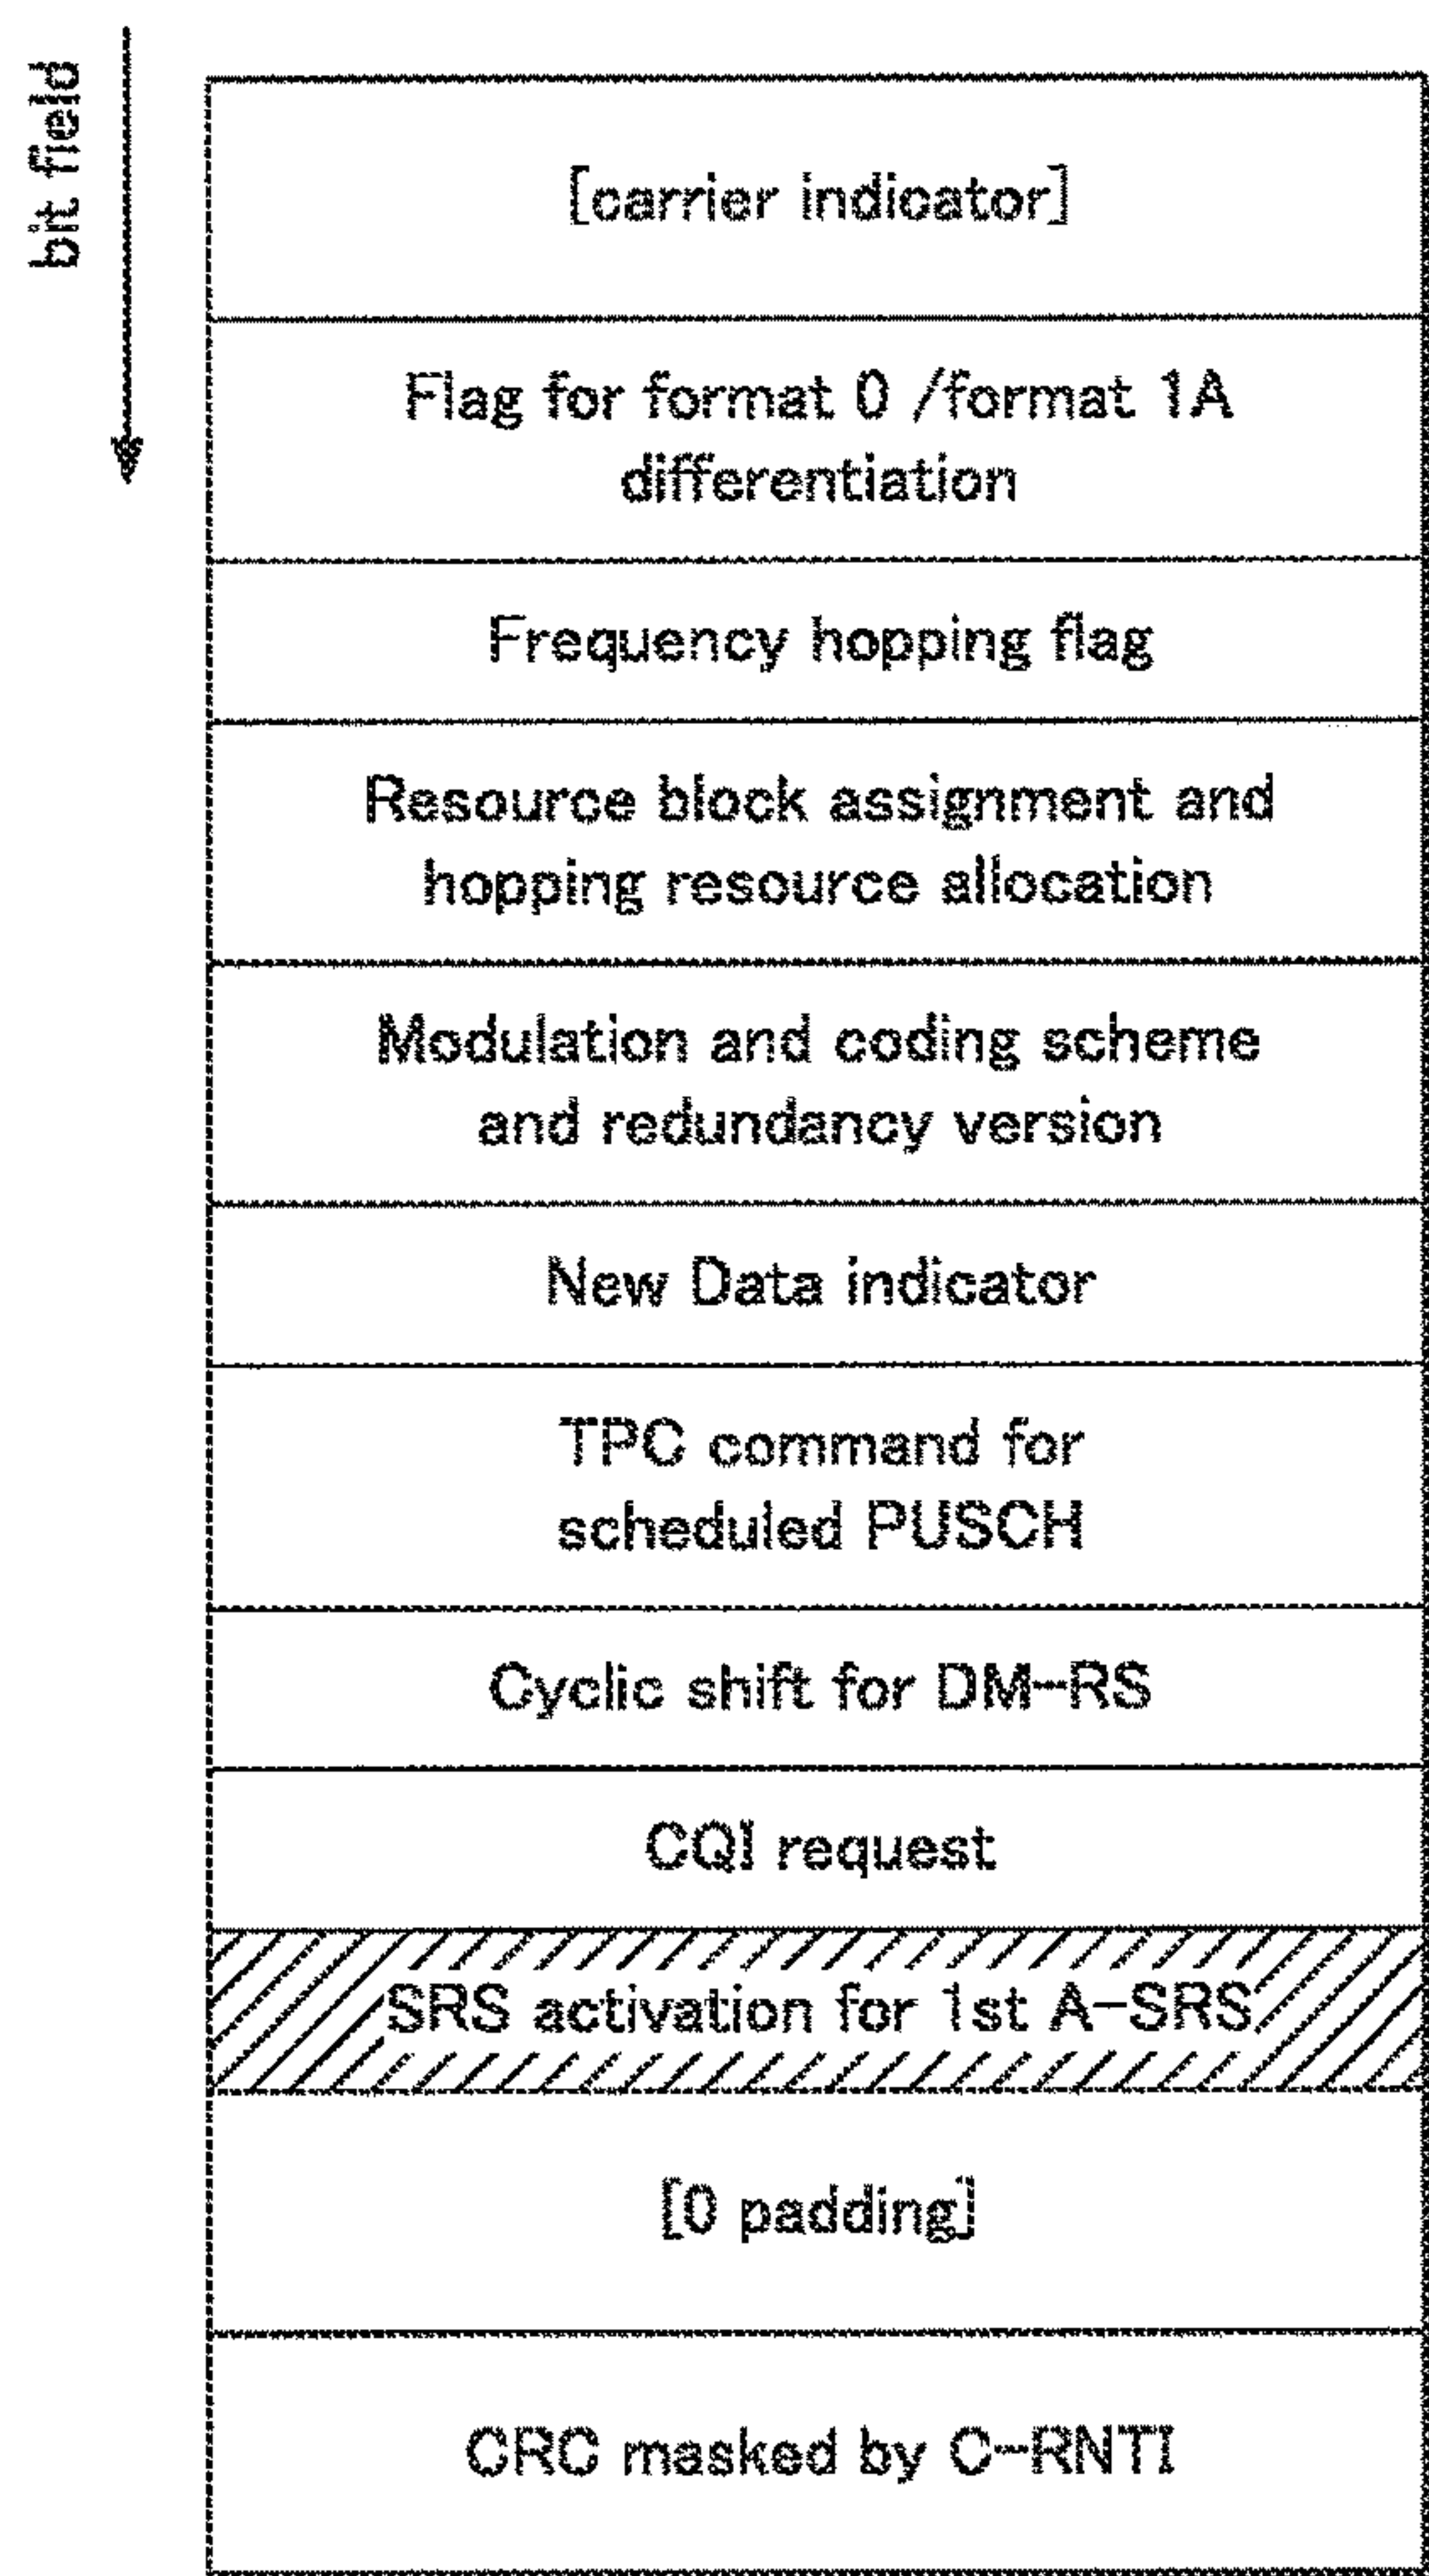 bit field
[carrier indicator]
Flag for format 0 /format 1A
differentiation
Frequency hopping flag
Resource block assignment and
hopping resource allocation
Modulation and coding scheme
and redundancy version
New Data indicator
TPC command for
scheduled PUSCH
Cyclic shift for DM-RS
CQI request
SRS activation for 1st A-SRS
[0 padding]
CRC masked by C-RNTI